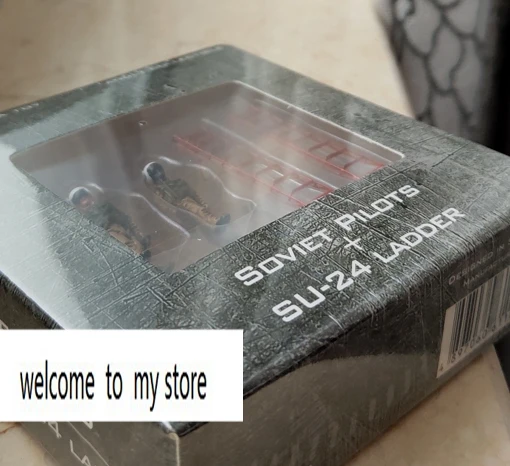 SOVIET PILOTS
+
SU-24 LADDER
welcome to my store